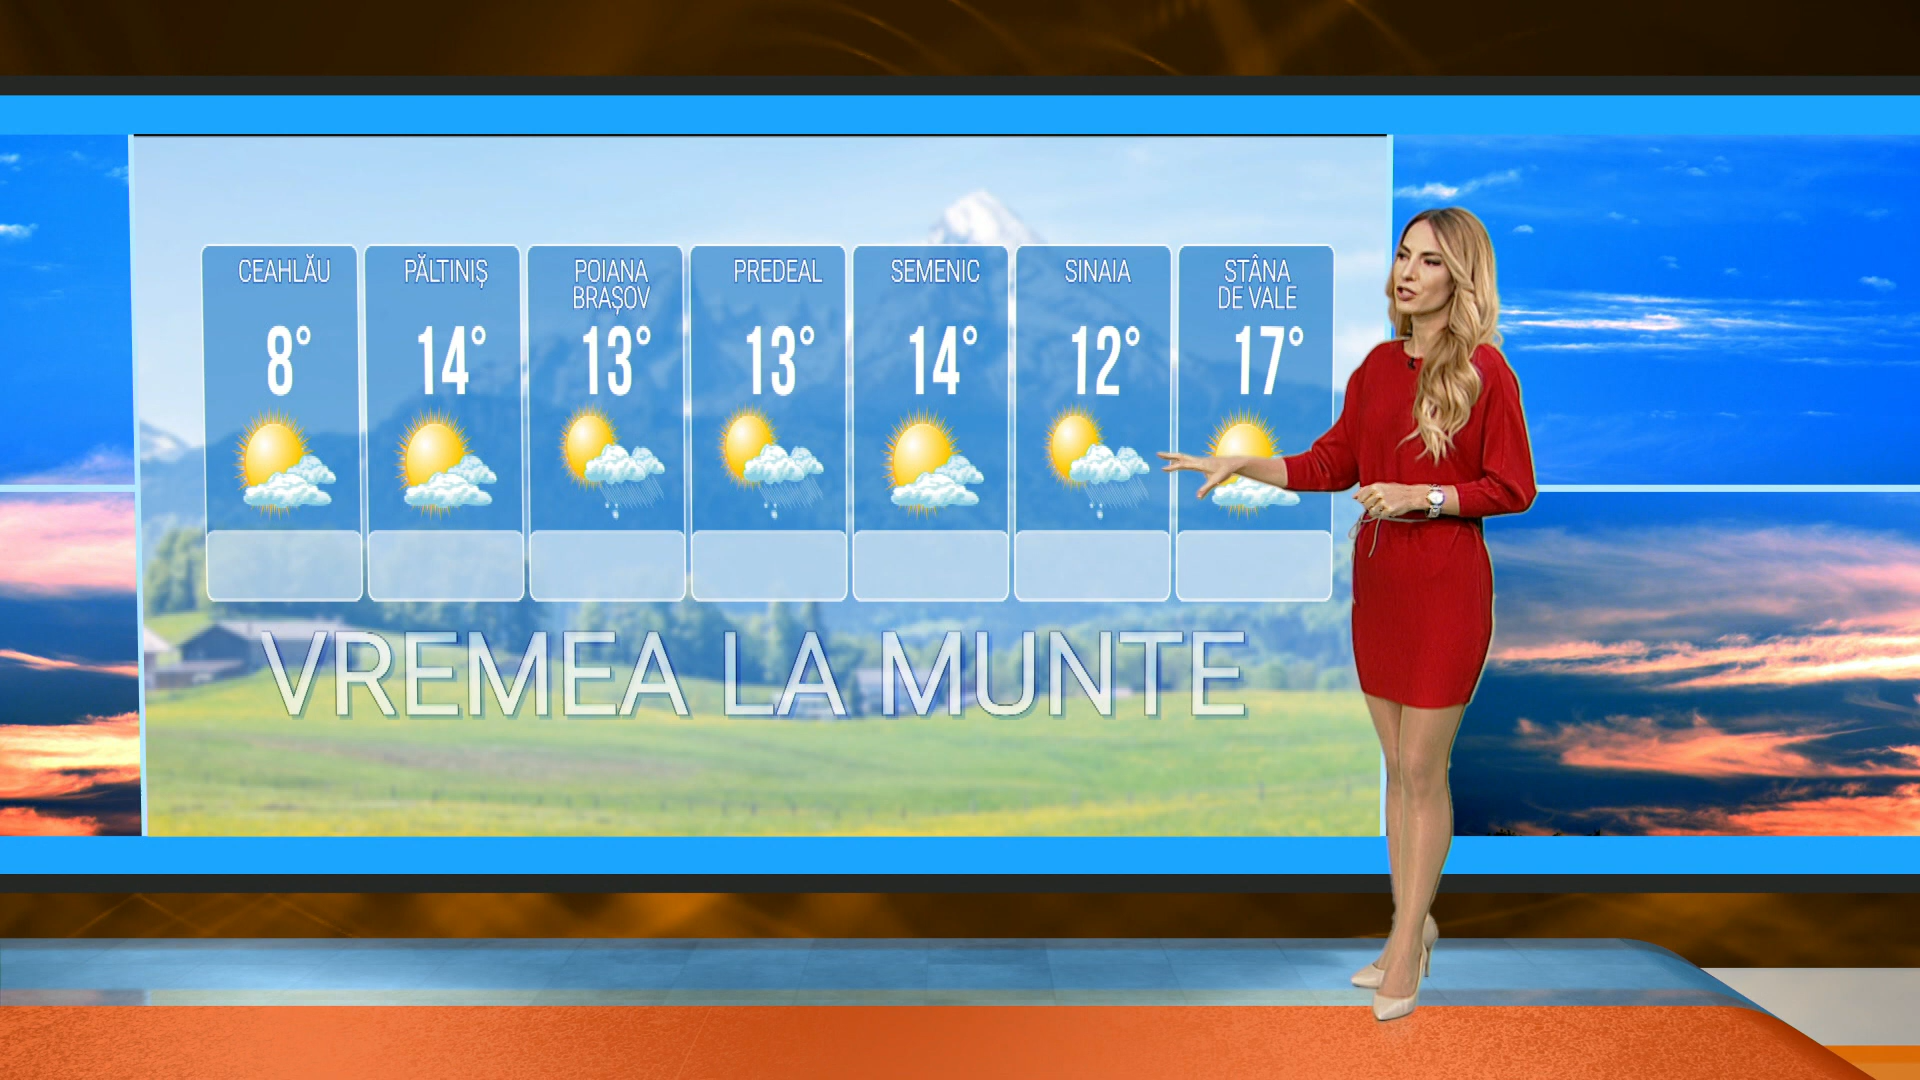 CEAHLĂU
8°
PĂLTINIȘ
14°
POIANA
BRAȘOV
13°
PREDEAL
13°
SEMENIC
14°
SINAIA
12°
STÂNA
DE VALE
17°
VREMEA LA MUNTE